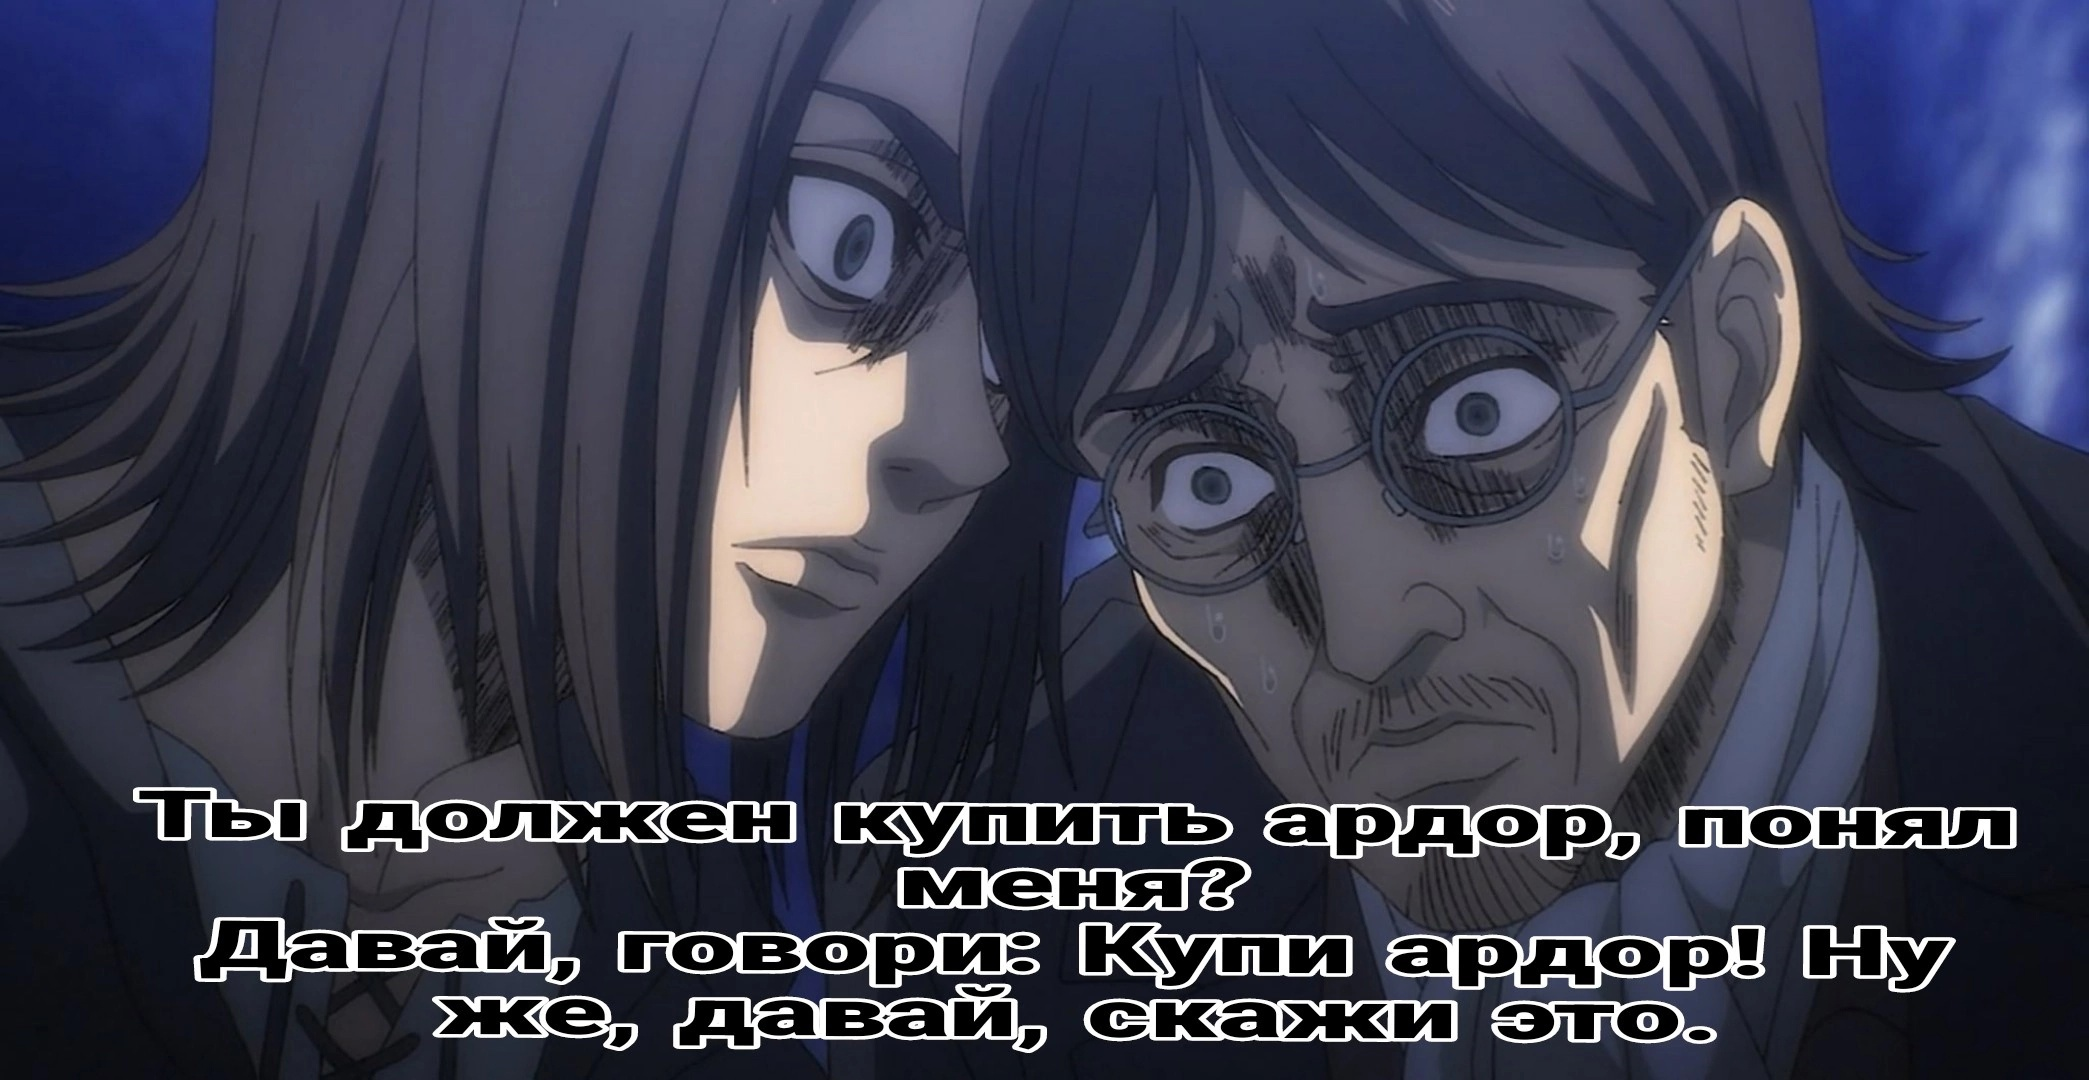 Ты должен купить ардор, понял
меня?
Давай, говори: Купи ардор! Ну
же, давай, скажи это.